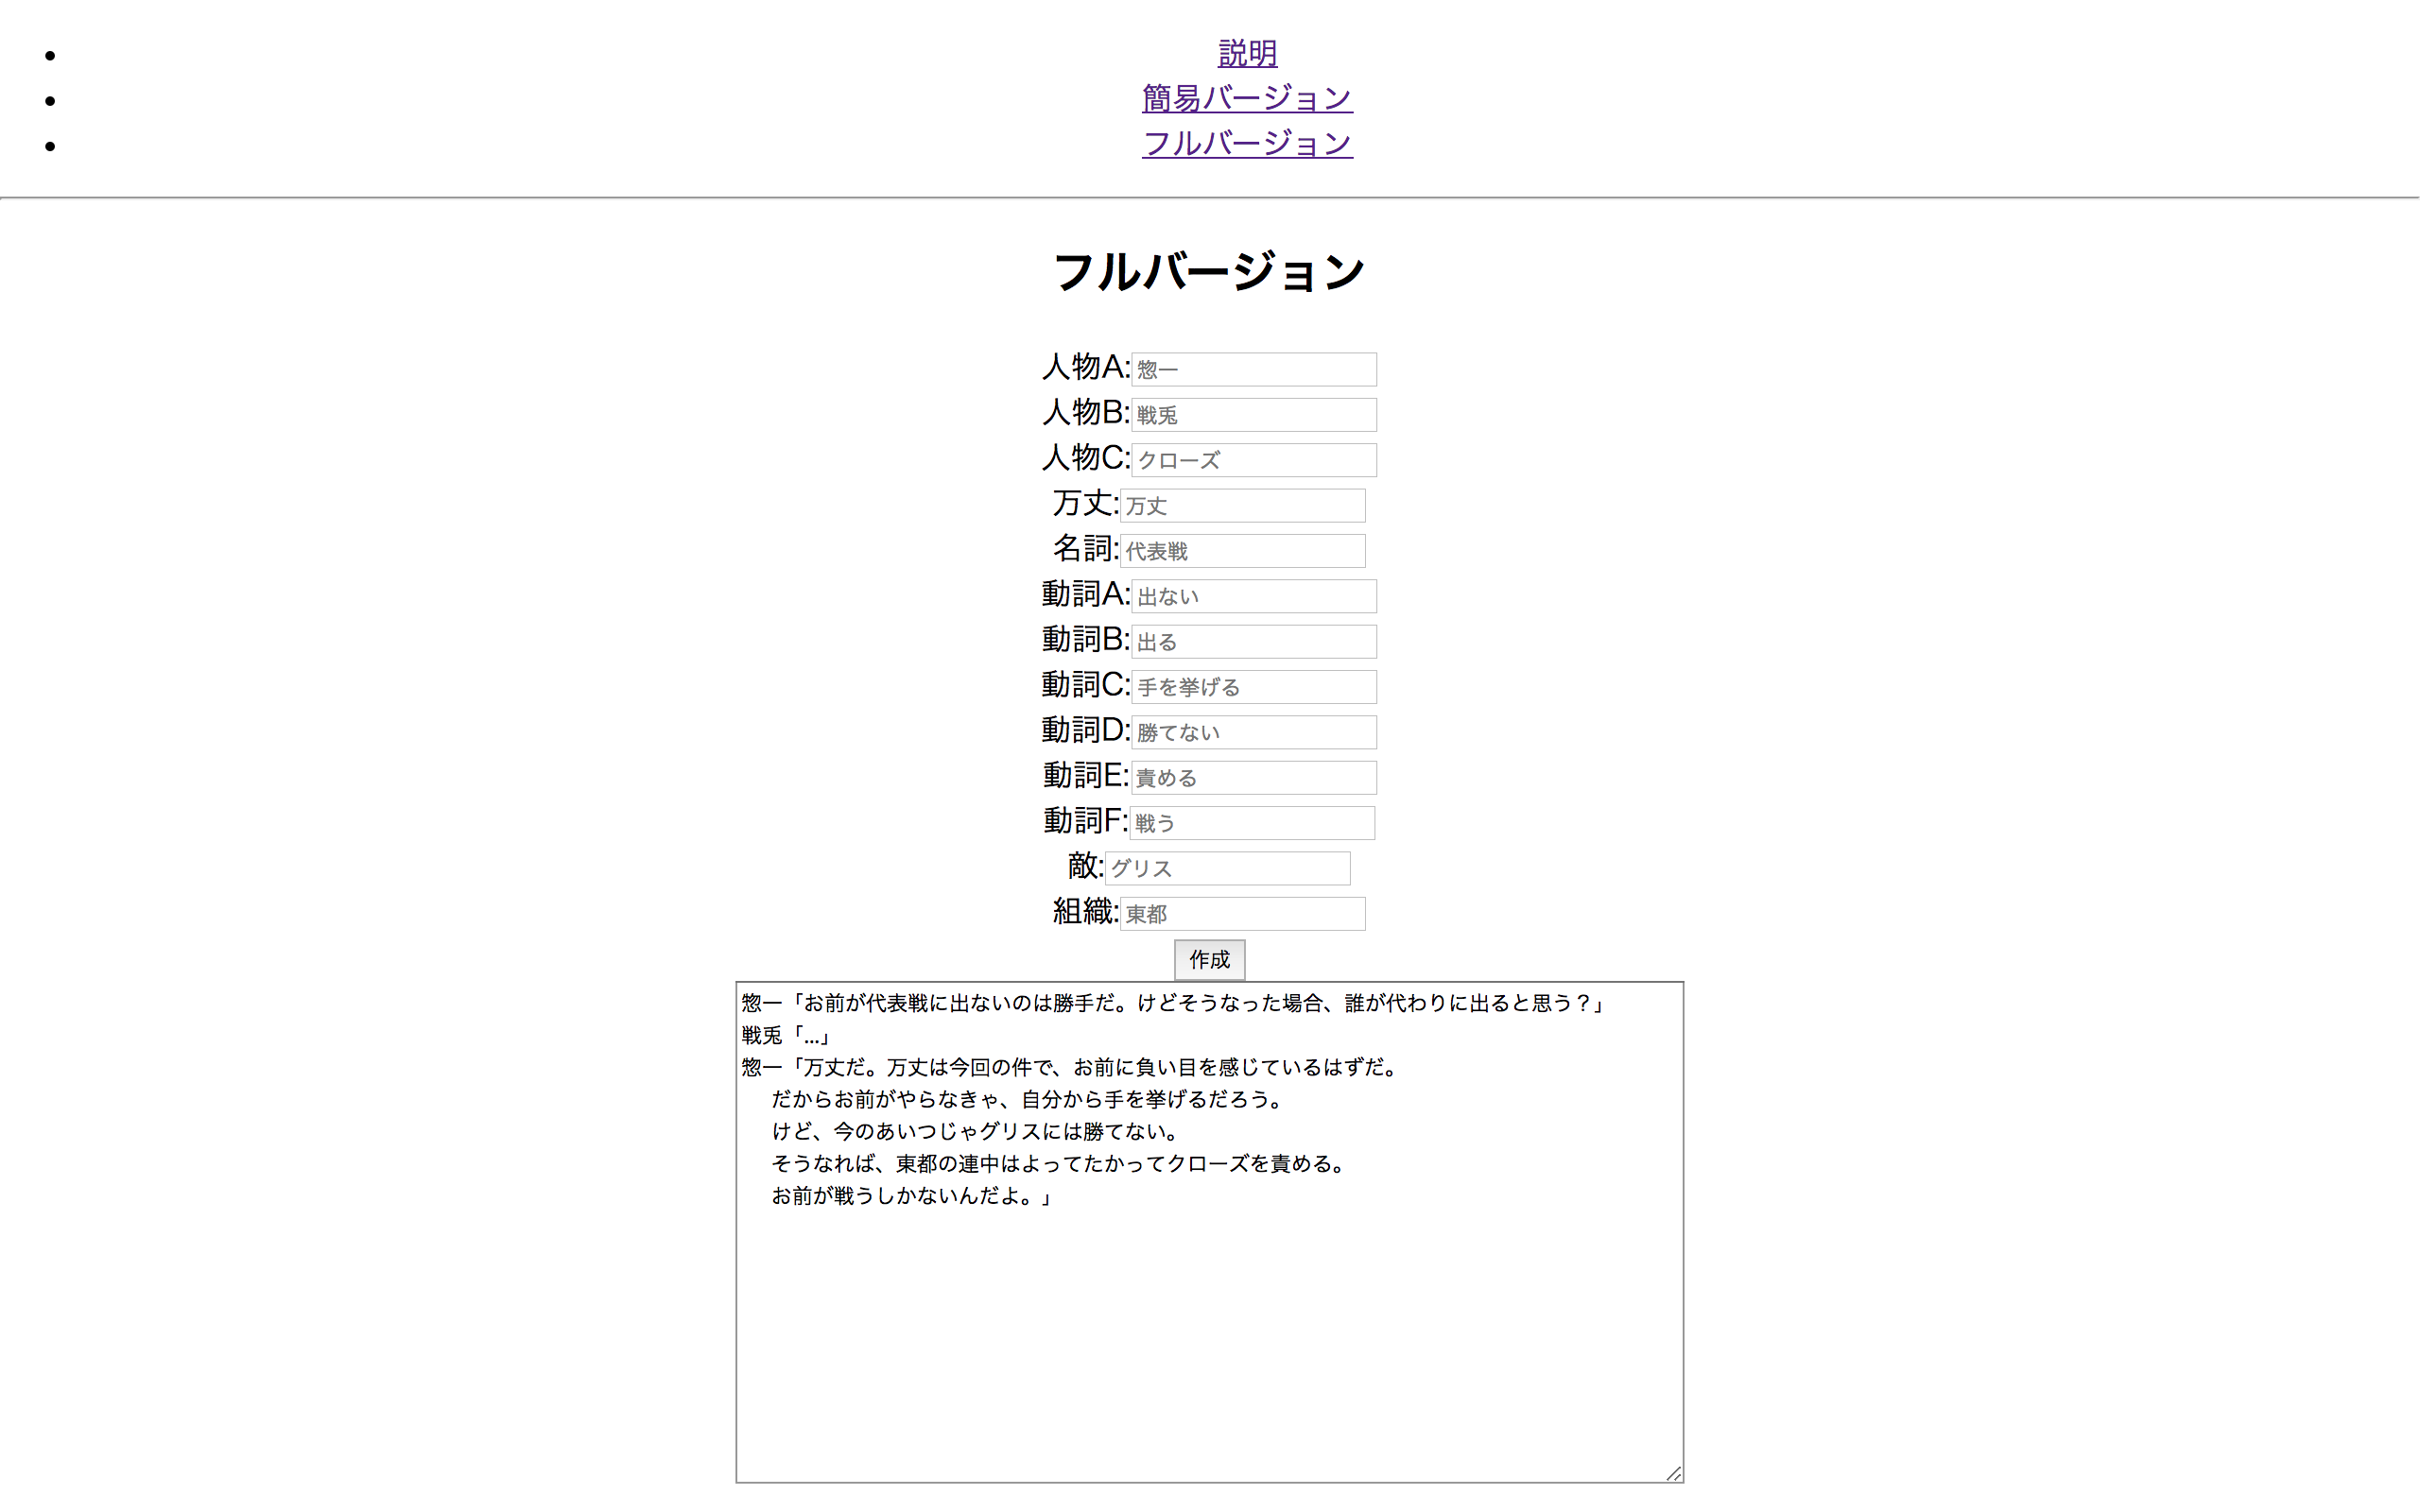 説明
簡易バージョン
フルバージョン
フルバージョン
人物A:惣一
人物B:戦兎
人物C:クローズ
万丈:万丈
名詞:代表戦
動詞A:出ない
動詞B:出る
動詞C:手を挙げる
動詞D:勝てない
動詞E:責める
動詞F:戦う
敵:グリス
組織:東都
作成
惣一「お前が代表戦に出ないのは勝手だ。けどそうなった場合、誰が代わりに出ると思う？」
戦兎「...」
惣一「万丈だ。万丈は今回の件で、お前に負い目を感じているはずだ。
だからお前がやらなきゃ、自分から手を挙げるだろう。
けど、今のあいつじゃグリスには勝てない。
そうなれば、東都の連中はよってたかってクローズを責める。
お前が戦うしかないんだよ。」